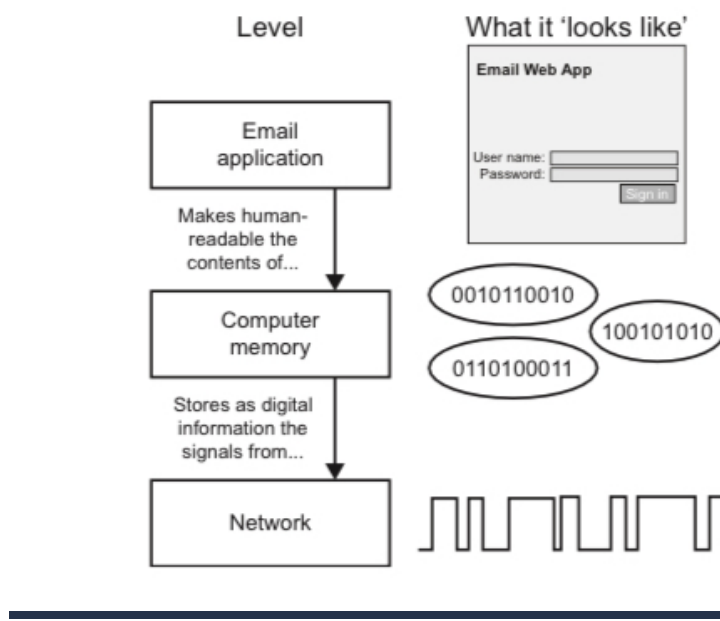 Level
What it ‘looks like’
Email Web App
Email
application
User name:
Password:
Sign in
Makes human-
readable the
contents of...
0010110010
Computer
memory
100101010
0110100011
Stores as digital
information the
signals from...
Network